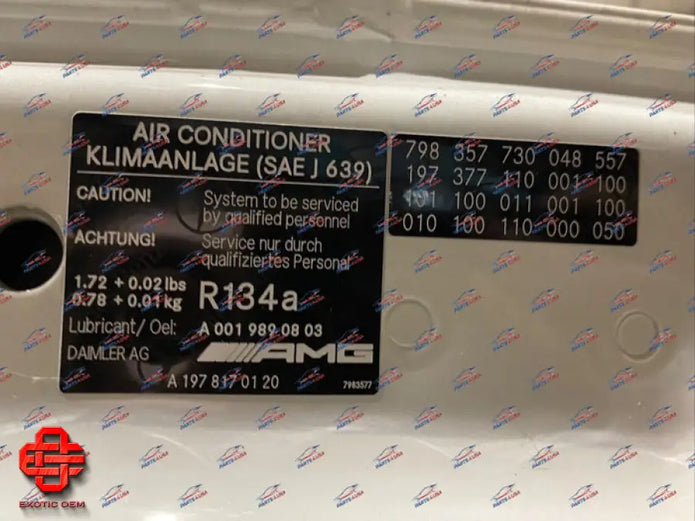 AIR CONDITIONER
KLIMAANLAGE (SAE J 639)
CAUTION!
System to be serviced
by qualified personnel
ACHTUNG!
Service nur durch
qualifiziertes Personal
1.72 + 0.02 lbs
0.78 + 0.01 kg
R134a
Lubricant/Oel: A 001 989 08 03
DAIMLER AG
AMG
A 197 817 01 20
7983577
798 357 730 048 557
197 377 110 001 100
101 100 011 001 100
010 100 110 000 050
EXOTIC OEM
PARTS4USA